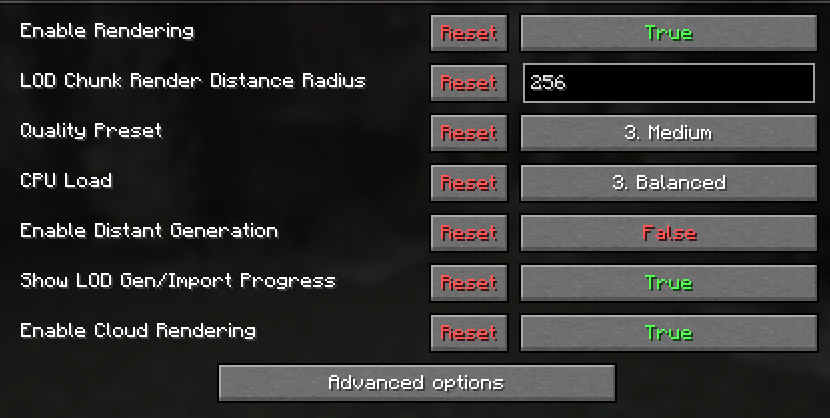 Enable Rendering Reset True
LOD Chunk Render Distance Radius Reset 256
Quality Preset Reset 3. Medium
CPU Load Reset 3. Balanced
Enable Distant Generation Reset False
Show LOD Gen/Import Progress Reset True
Enable Cloud Rendering Reset True
Advanced options